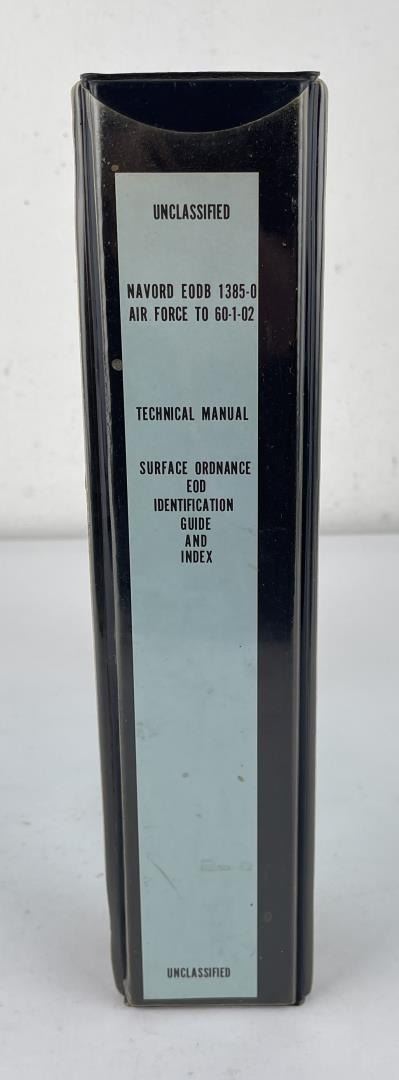 UNCLASSIFIED
NAVORD EODB 1385-0
AIR FORCE TO 60-1-02
TECHNICAL MANUAL
SURFACE ORDNANCE
EOD
IDENTIFICATION
GUIDE
AND
INDEX
UNCLASSIFIED